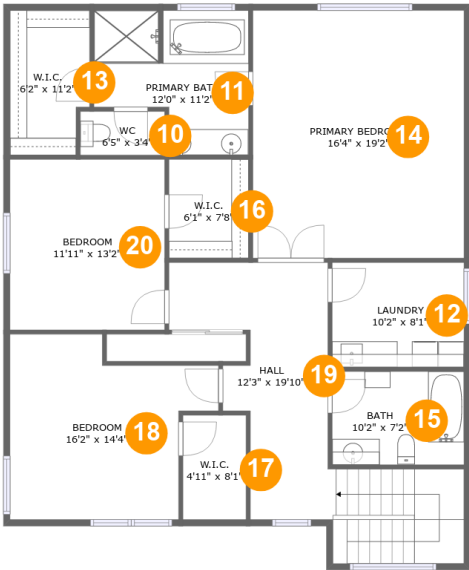 W.I.C.
6'2" x 11'2"
13
PRIMARY BATH
12'0" x 11'2"
11
WC
6'5" x 3'4"
10
PRIMARY BEDROOM
16'4" x 19'2"
14
W.I.C.
6'1" x 7'8"
16
BEDROOM
11'11" x 13'2"
20
LAUNDRY
10'2" x 8'1"
12
HALL
12'3" x 19'10"
19
BATH
10'2" x 7'2"
15
BEDROOM
16'2" x 14'4"
18
W.I.C.
4'11" x 8'1"
17